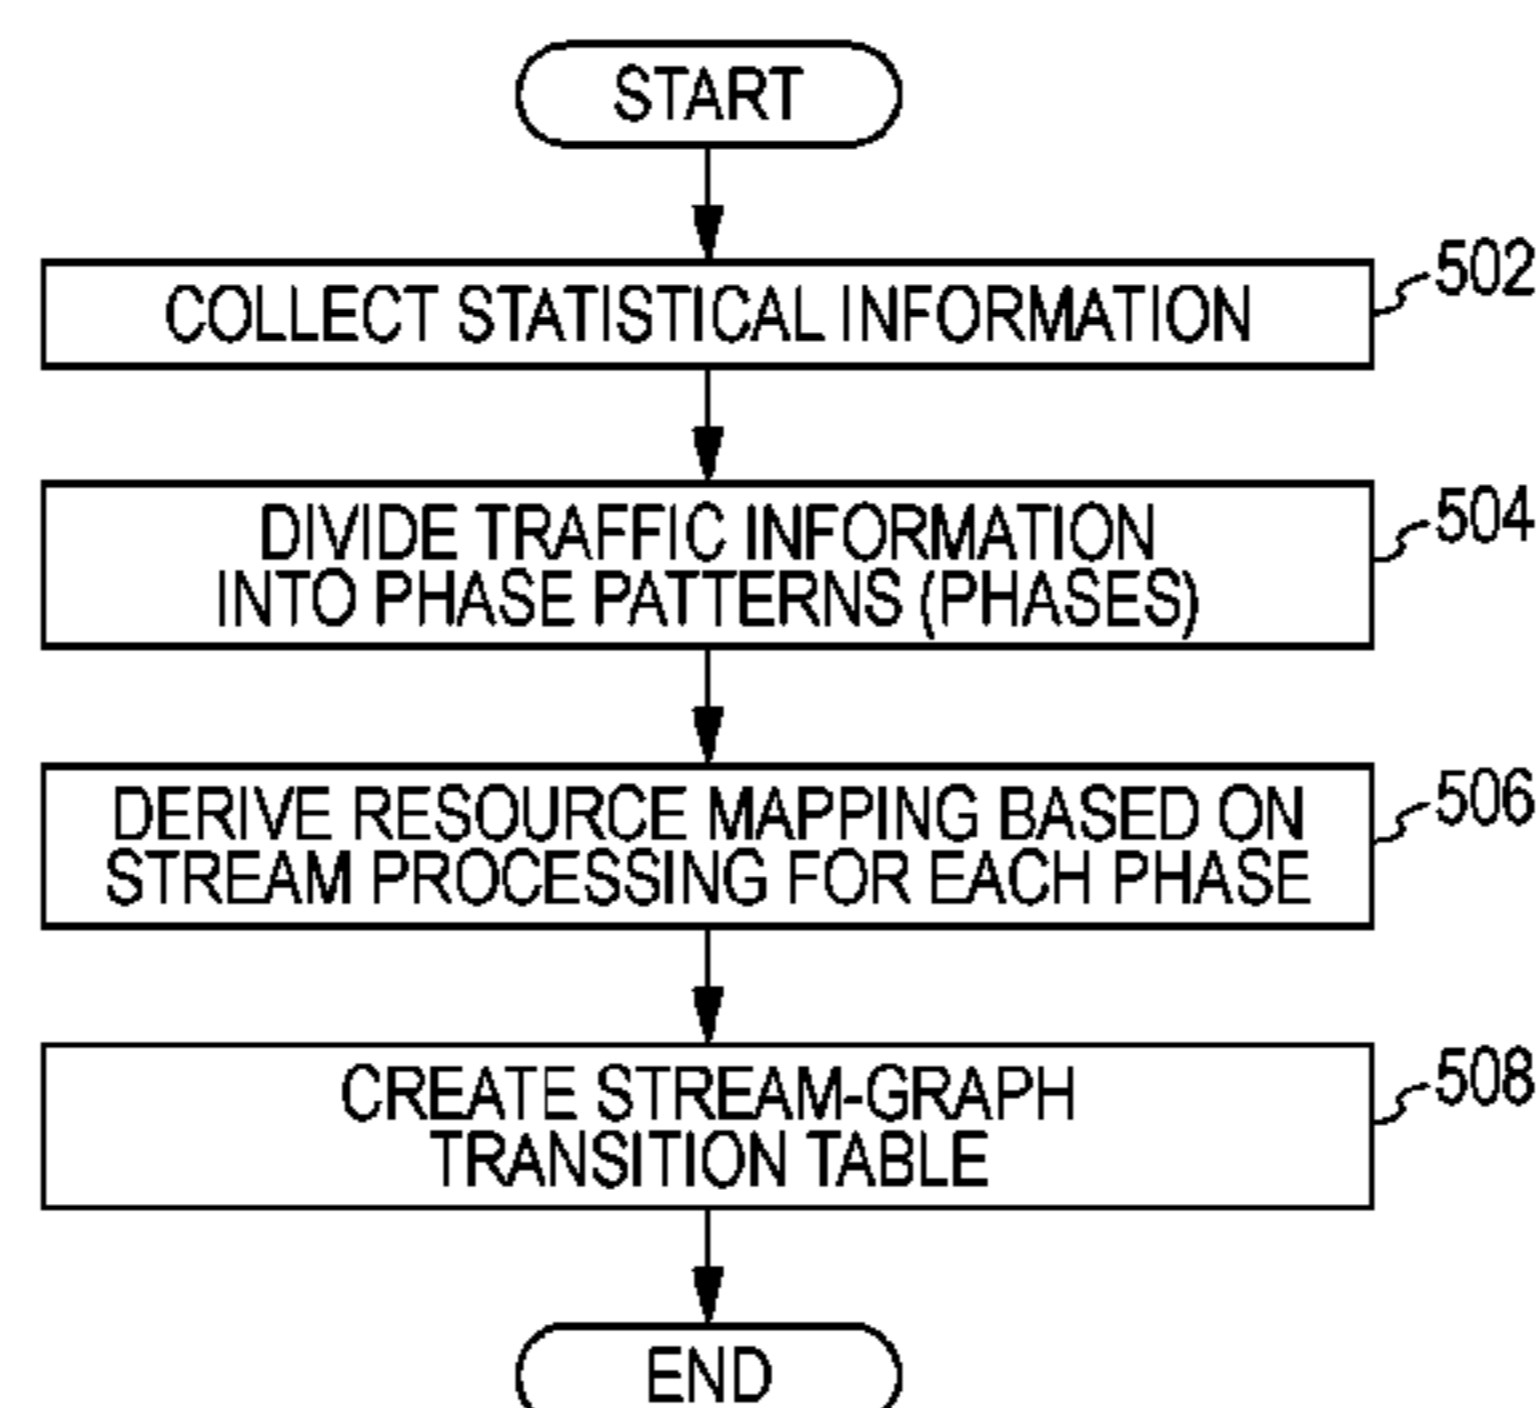 START
COLLECT STATISTICAL INFORMATION
502
DIVIDE TRAFFIC INFORMATION
INTO PHASE PATTERNS (PHASES)
504
DERIVE RESOURCE MAPPING BASED ON
STREAM PROCESSING FOR EACH PHASE
506
CREATE STREAM-GRAPH
TRANSITION TABLE
508
END